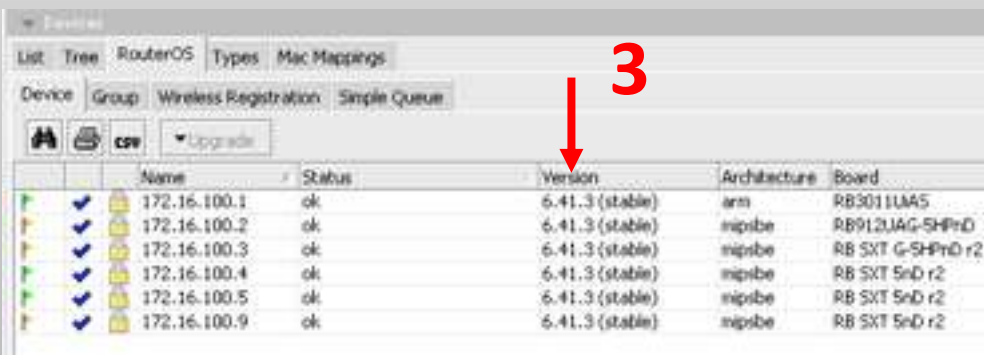 Devices
List Tree RouterOS Types Mac Mappings
3
Device Group Wireless Registration Simple Queue
CSV Upgrade
Name Status Version Architecture Board
172.16.100.1 ok 6.41.3 (stable) arm RB3011UiAS
172.16.100.2 ok 6.41.3 (stable) mipsbe RB912UAG-5HPnD
172.16.100.3 ok 6.41.3 (stable) mipsbe RB SXT G-5HPnD r2
172.16.100.4 ok 6.41.3 (stable) mipsbe RB SXT 5nD r2
172.16.100.5 ok 6.41.3 (stable) mipsbe RB SXT 5nD r2
172.16.100.9 ok 6.41.3 (stable) mipsbe RB SXT 5nD r2